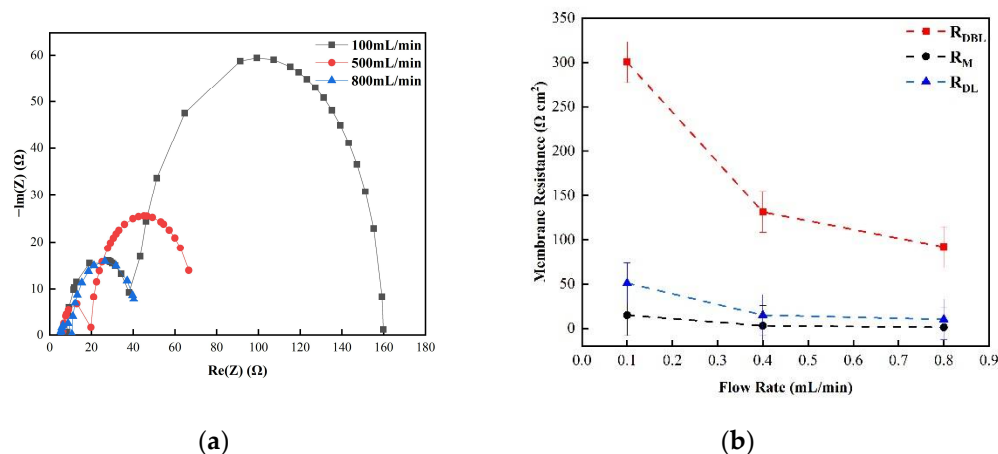 100mL/min
500mL/min
800mL/min
60
50
40
30
20
10
0
−Im(Z) (Ω)
0 20 40 60 80 100 120 140 160 180
Re(Z) (Ω)
(a)
R_DBL
R_M
R_DL
350
300
250
200
150
100
50
0
Membrane Resistance (Ω cm²)
0.0 0.1 0.2 0.3 0.4 0.5 0.6 0.7 0.8 0.9
Flow Rate (mL/min)
(b)